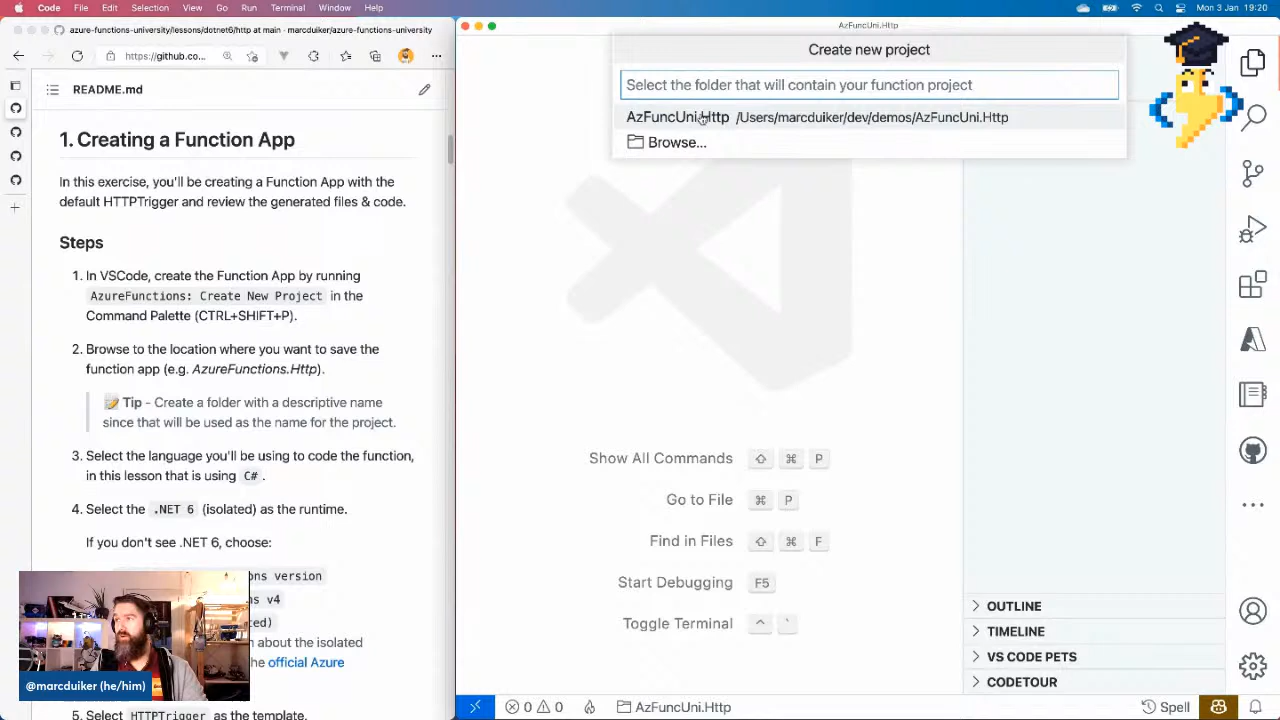 Code File Edit Selection View Go Run Terminal Window Help
Mon 3 Jan 19:20
azure-functions-university/lessons/dotnet6/http at main · marcduiker/azure-functions-university
https://github.co...
README.md
1. Creating a Function App
In this exercise, you'll be creating a Function App with the
default HTTPTrigger and review the generated files & code.
Steps
1. In VSCode, create the Function App by running
AzureFunctions: Create New Project in the
Command Palette (CTRL+SHIFT+P).
2. Browse to the location where you want to save the
function app (e.g. AzureFunctions.Http).
Tip - Create a folder with a descriptive name
since that will be used as the name for the project.
3. Select the language you'll be using to code the function,
in this lesson that is using C#.
4. Select the .NET 6 (isolated) as the runtime.
If you don't see .NET 6, choose:
ns version
s v4
ted)
n about the isolated
he official Azure
5. Select HTTPTrigger as the template.
@marcduiker (he/him)
AzFuncUni.Http
Create new project
Select the folder that will contain your function project
AzFuncUni.Http /Users/marcduiker/dev/demos/AzFuncUni.Http
Browse...
Show All Commands ⇧ ⌘ P
Go to File ⌘ P
Find in Files ⇧ ⌘ F
Start Debugging F5
Toggle Terminal ^ `
OUTLINE
TIMELINE
VS CODE PETS
CODETOUR
0 0 AzFuncUni.Http
Spell